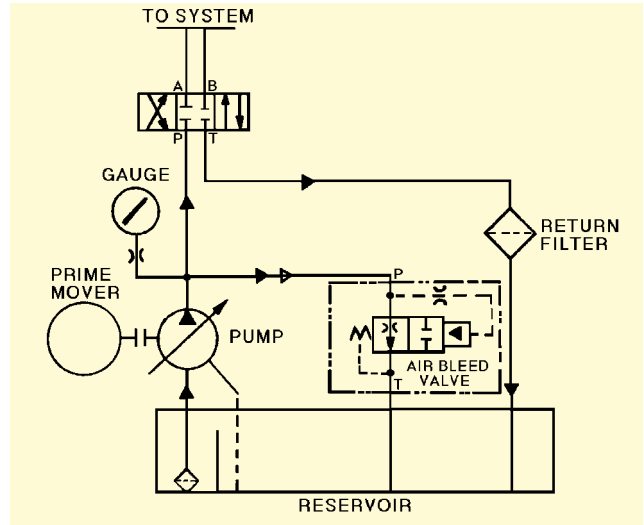 TO SYSTEM
A B
P T
GAUGE
RETURN
FILTER
PRIME
MOVER
PUMP
P
AIR BLEED
VALVE
T
RESERVOIR